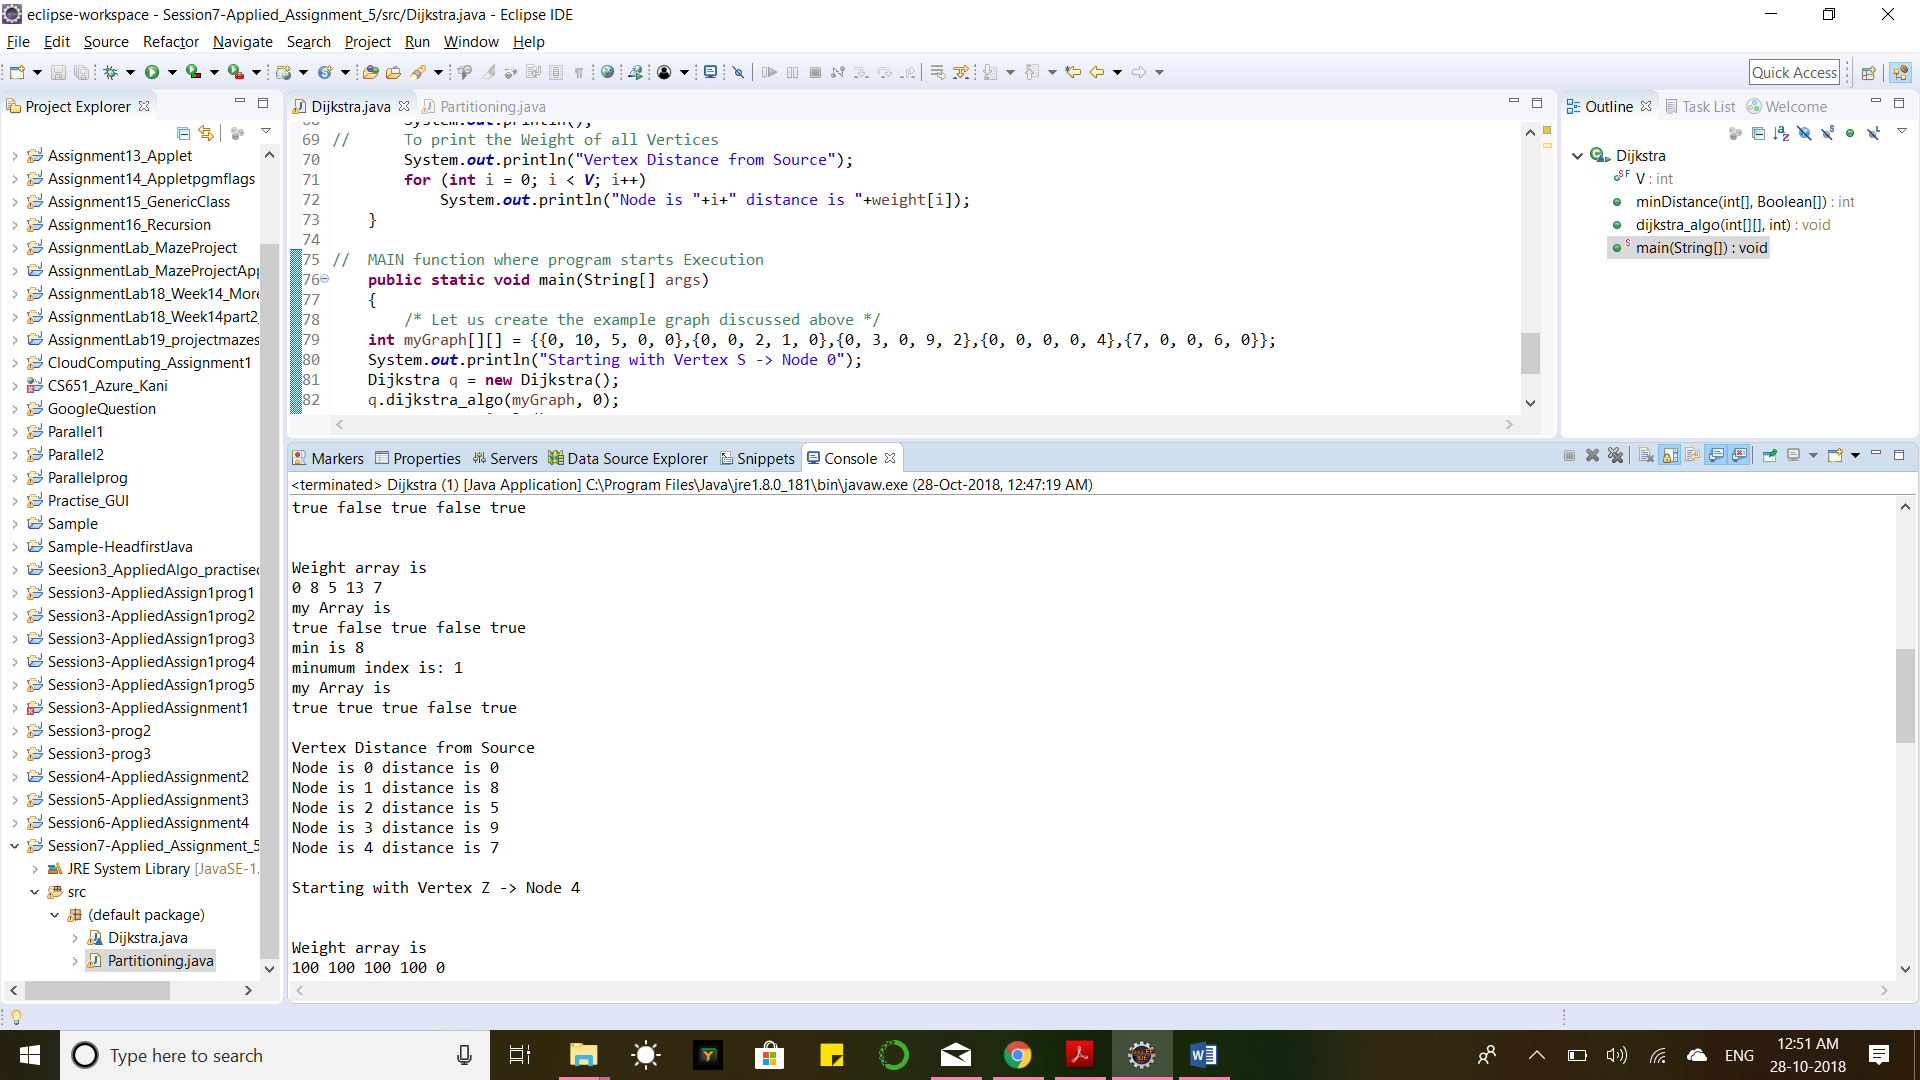 eclipse-workspace - Session7-Applied_Assignment_5/src/Dijkstra.java - Eclipse IDE
File Edit Source Refactor Navigate Search Project Run Window Help
Quick Access
Project Explorer
Assignment13_Applet
Assignment14_Appletpgmflags
Assignment15_GenericClass
Assignment16_Recursion
AssignmentLab_MazeProject
AssignmentLab_MazeProjectApp
AssignmentLab18_Week14_More
AssignmentLab18_Week14part2_
AssignmentLab19_projectmazes
CloudComputing_Assignment1
CS651_Azure_Kani
GoogleQuestion
Parallel1
Parallel2
Parallelprog
Practise_GUI
Sample
Sample-HeadfirstJava
Seesion3_AppliedAlgo_practised
Session3-AppliedAssign1prog1
Session3-AppliedAssign1prog2
Session3-AppliedAssign1prog3
Session3-AppliedAssign1prog4
Session3-AppliedAssign1prog5
Session3-AppliedAssignment1
Session3-prog2
Session3-prog3
Session4-AppliedAssignment2
Session5-AppliedAssignment3
Session6-AppliedAssignment4
Session7-Applied_Assignment_5
JRE System Library [JavaSE-1.
src
(default package)
Dijkstra.java
Partitioning.java
Dijkstra.java Partitioning.java
68 System.out.println();
69 // To print the Weight of all Vertices
70 System.out.println("Vertex Distance from Source");
71 for (int i = 0; i < V; i++)
72 System.out.println("Node is "+i+" distance is "+weight[i]);
73 }
74
75 // MAIN function where program starts Execution
76 public static void main(String[] args)
77 {
78 /* Let us create the example graph discussed above */
79 int myGraph[][] = {{0, 10, 5, 0, 0},{0, 0, 2, 1, 0},{0, 3, 0, 9, 2},{0, 0, 0, 0, 4},{7, 0, 0, 6, 0}};
80 System.out.println("Starting with Vertex S -> Node 0");
81 Dijkstra q = new Dijkstra();
82 q.dijkstra_algo(myGraph, 0);
Outline Task List Welcome
Dijkstra
V : int
minDistance(int[], Boolean[]) : int
dijkstra_algo(int[][], int) : void
main(String[]) : void
Markers Properties Servers Data Source Explorer Snippets Console
<terminated> Dijkstra (1) [Java Application] C:\Program Files\Java\jre1.8.0_181\bin\javaw.exe (28-Oct-2018, 12:47:19 AM)
true false true false true
Weight array is
0 8 5 13 7
my Array is
true false true false true
min is 8
minumum index is: 1
my Array is
true true true false true
Vertex Distance from Source
Node is 0 distance is 0
Node is 1 distance is 8
Node is 2 distance is 5
Node is 3 distance is 9
Node is 4 distance is 7
Starting with Vertex Z -> Node 4
Weight array is
100 100 100 100 0
Type here to search
ENG
12:51 AM
28-10-2018